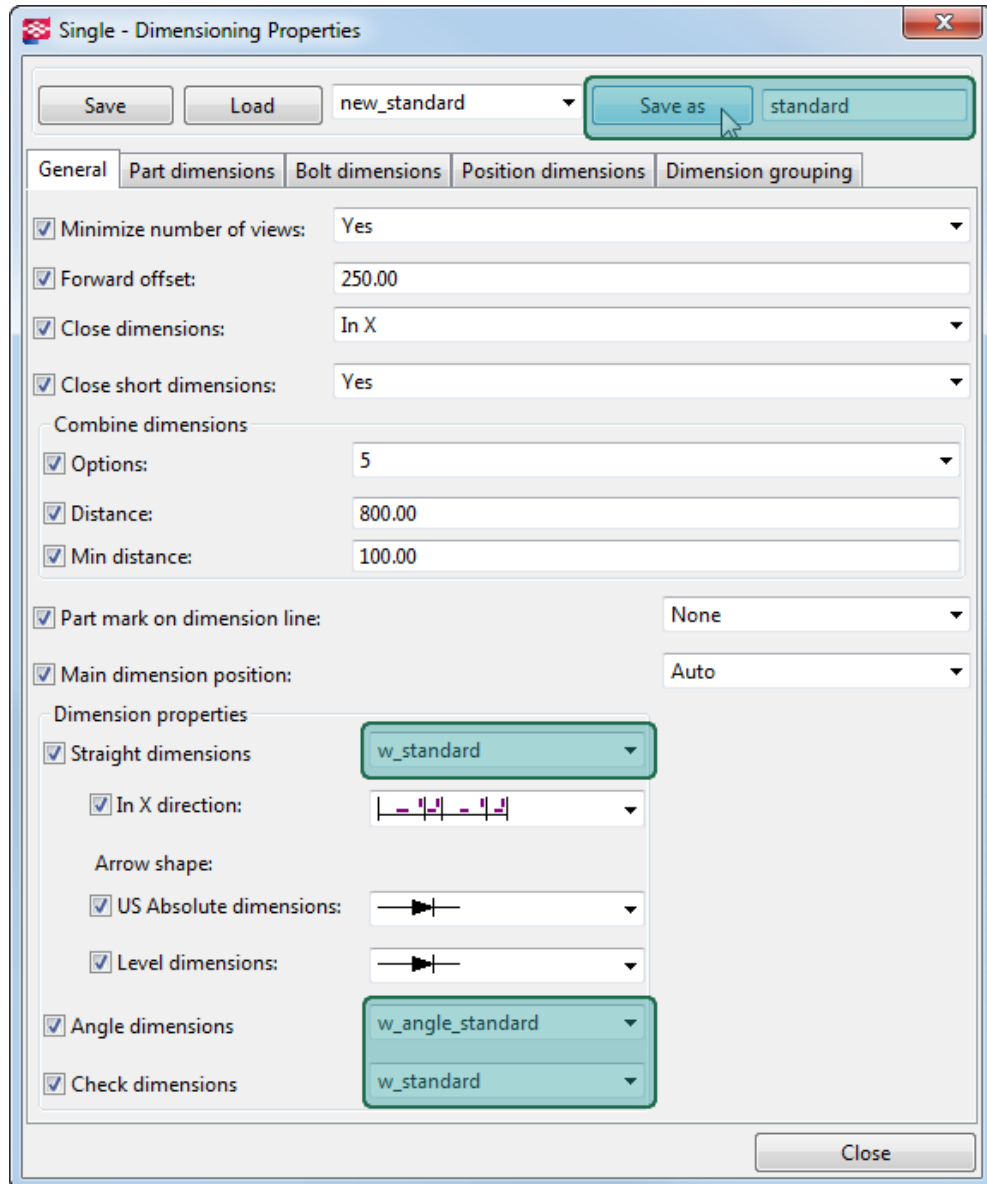 Single - Dimensioning Properties
Save Load new_standard Save as standard
General Part dimensions Bolt dimensions Position dimensions Dimension grouping
Minimize number of views: Yes
Forward offset: 250.00
Close dimensions: In X
Close short dimensions: Yes
Combine dimensions
Options: 5
Distance: 800.00
Min distance: 100.00
Part mark on dimension line: None
Main dimension position: Auto
Dimension properties
Straight dimensions w_standard
In X direction:
Arrow shape:
US Absolute dimensions:
Level dimensions:
Angle dimensions w_angle_standard
Check dimensions w_standard
Close